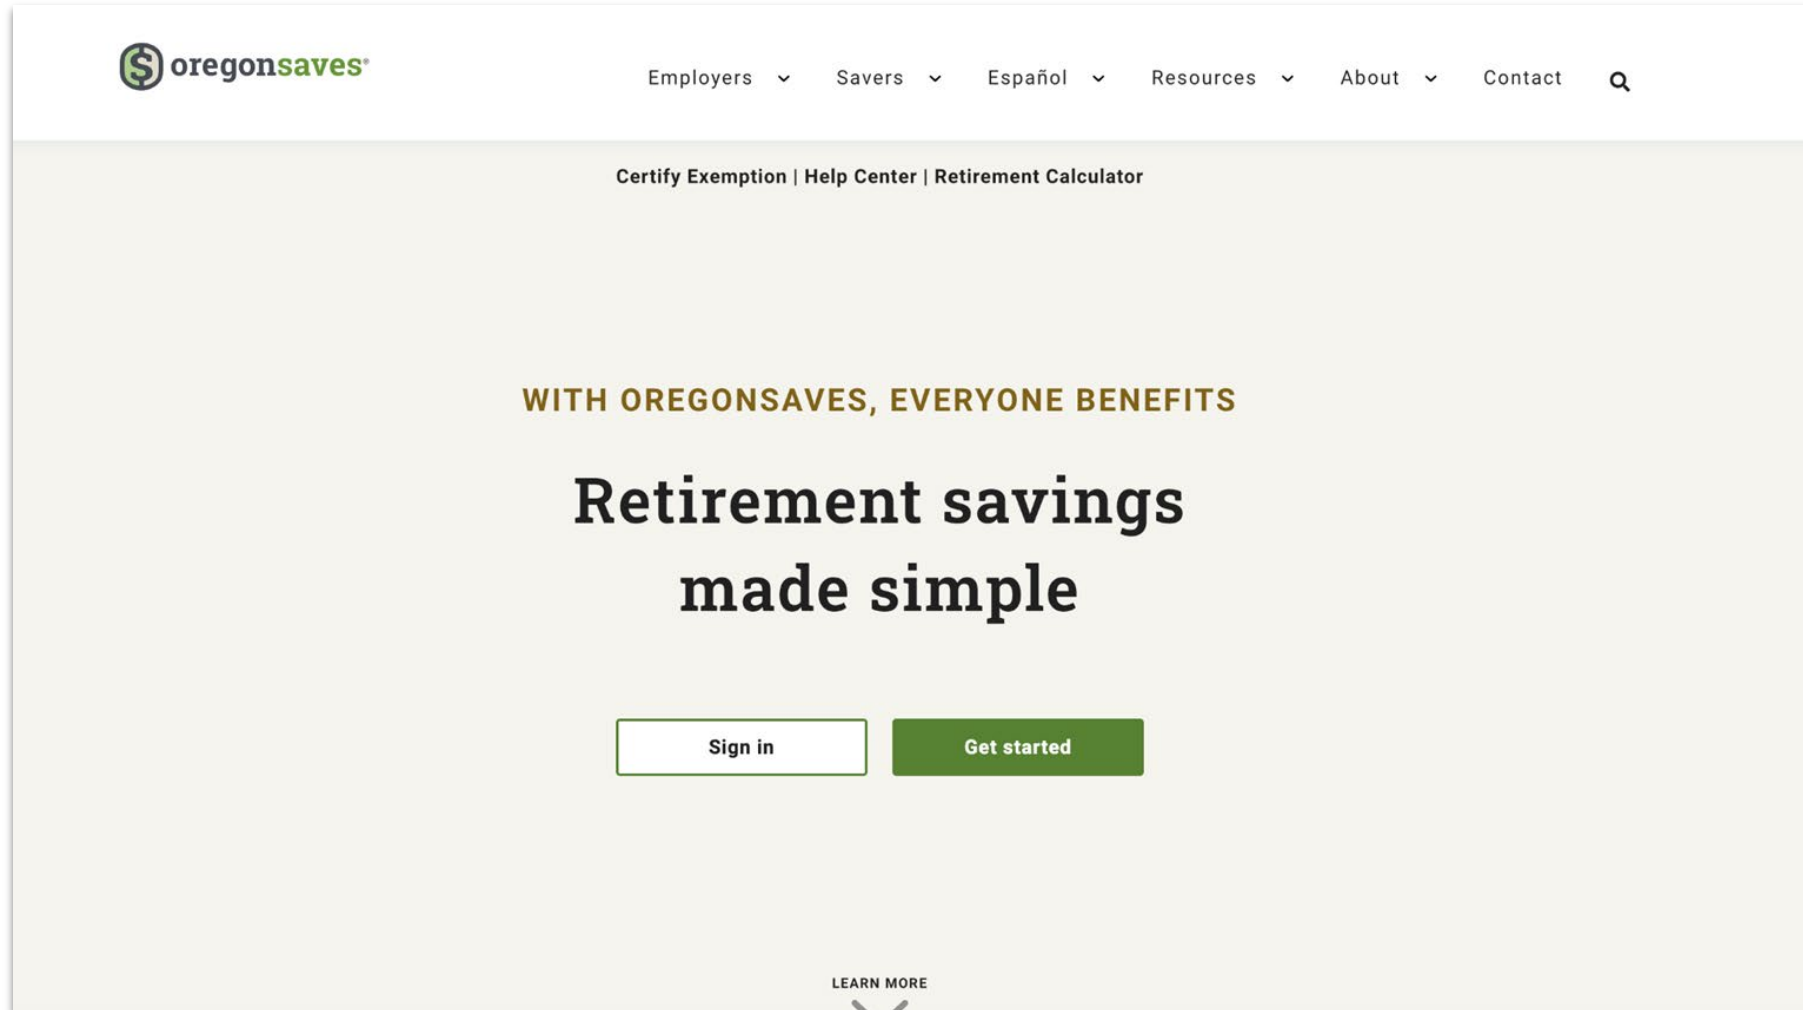 oregonsaves®
Employers Savers Español Resources About Contact
Certify Exemption | Help Center | Retirement Calculator
WITH OREGONSAVES, EVERYONE BENEFITS
Retirement savings
made simple
Sign in Get started
LEARN MORE